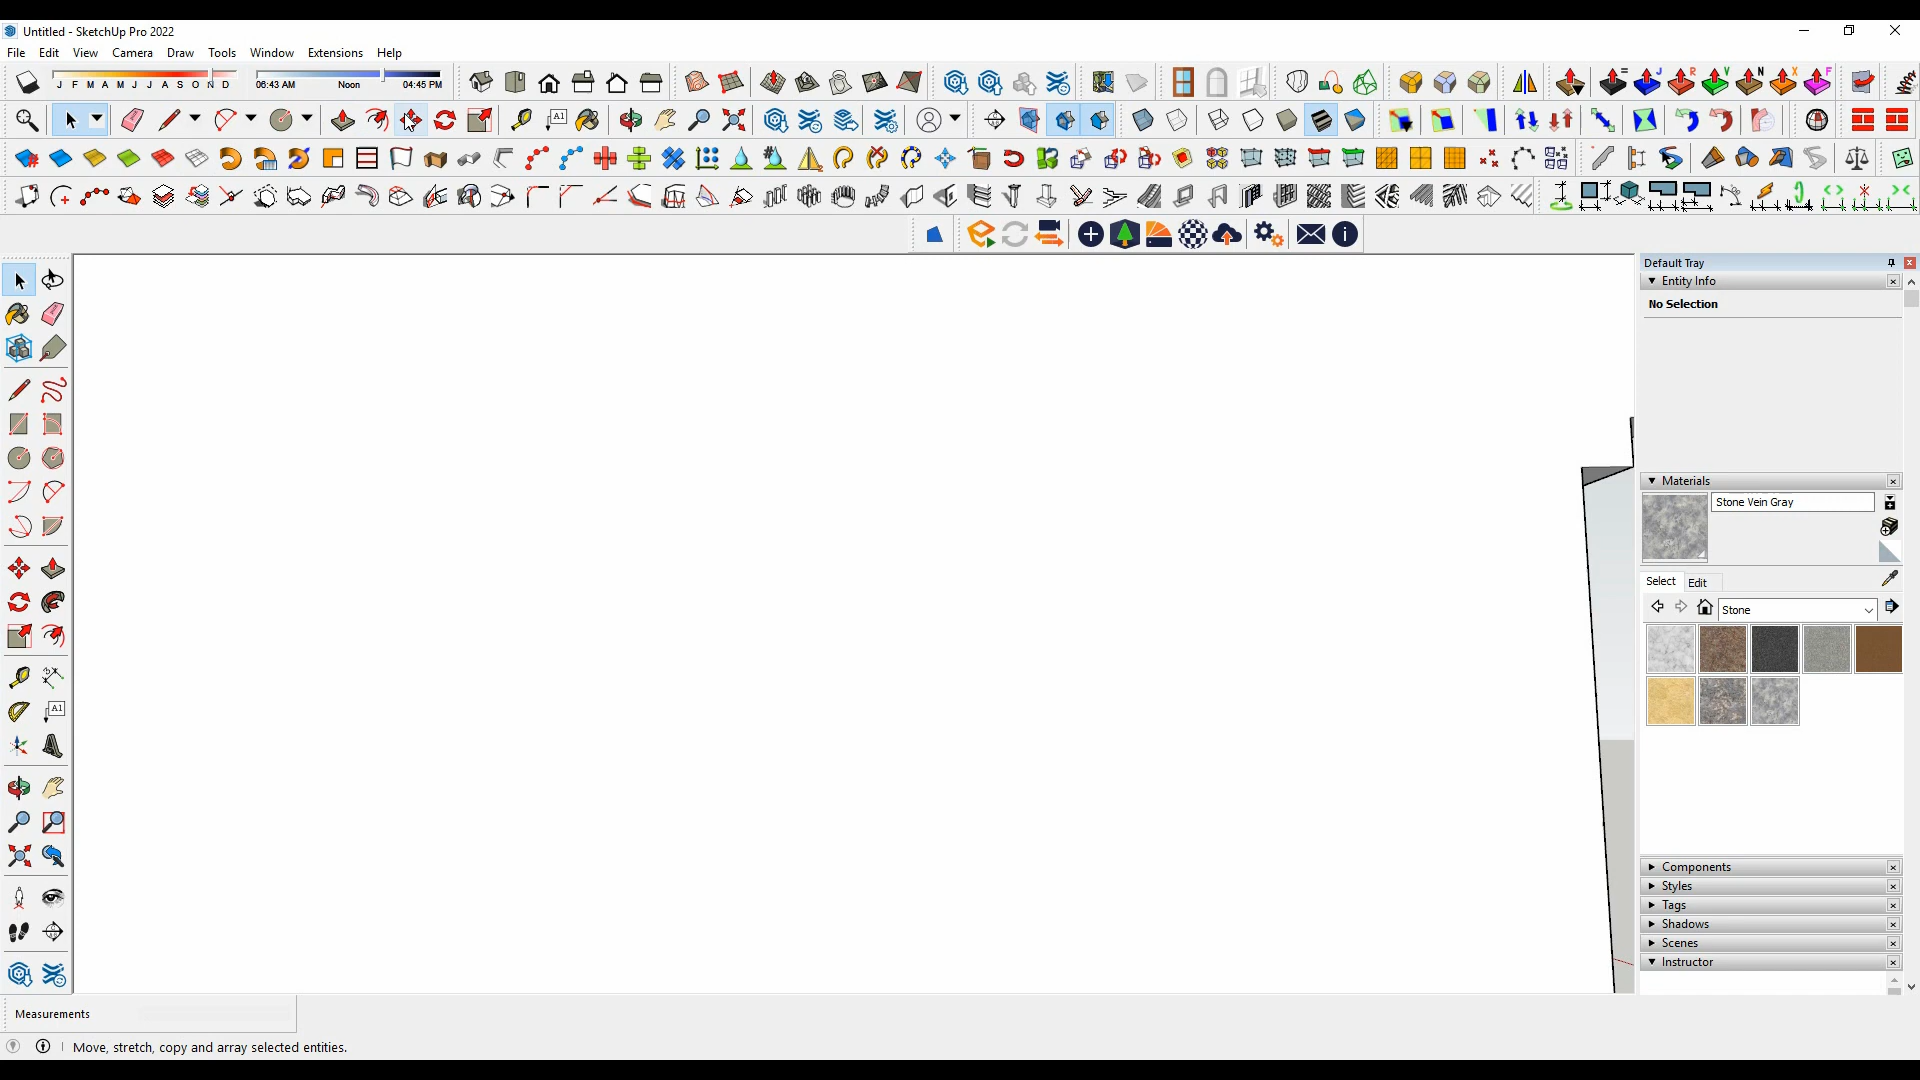 Untitled - SketchUp Pro 2022
File Edit View Camera Draw Tools Window Extensions Help
J F M A M J J A S O N D
06:43 AM Noon 04:45 PM
A1
Default Tray
Entity Info
No Selection
Materials
Stone Vein Gray
Select Edit
Stone
A1
Components
Styles
Tags
Shadows
Scenes
Instructor
Measurements
Move, stretch, copy and array selected entities.